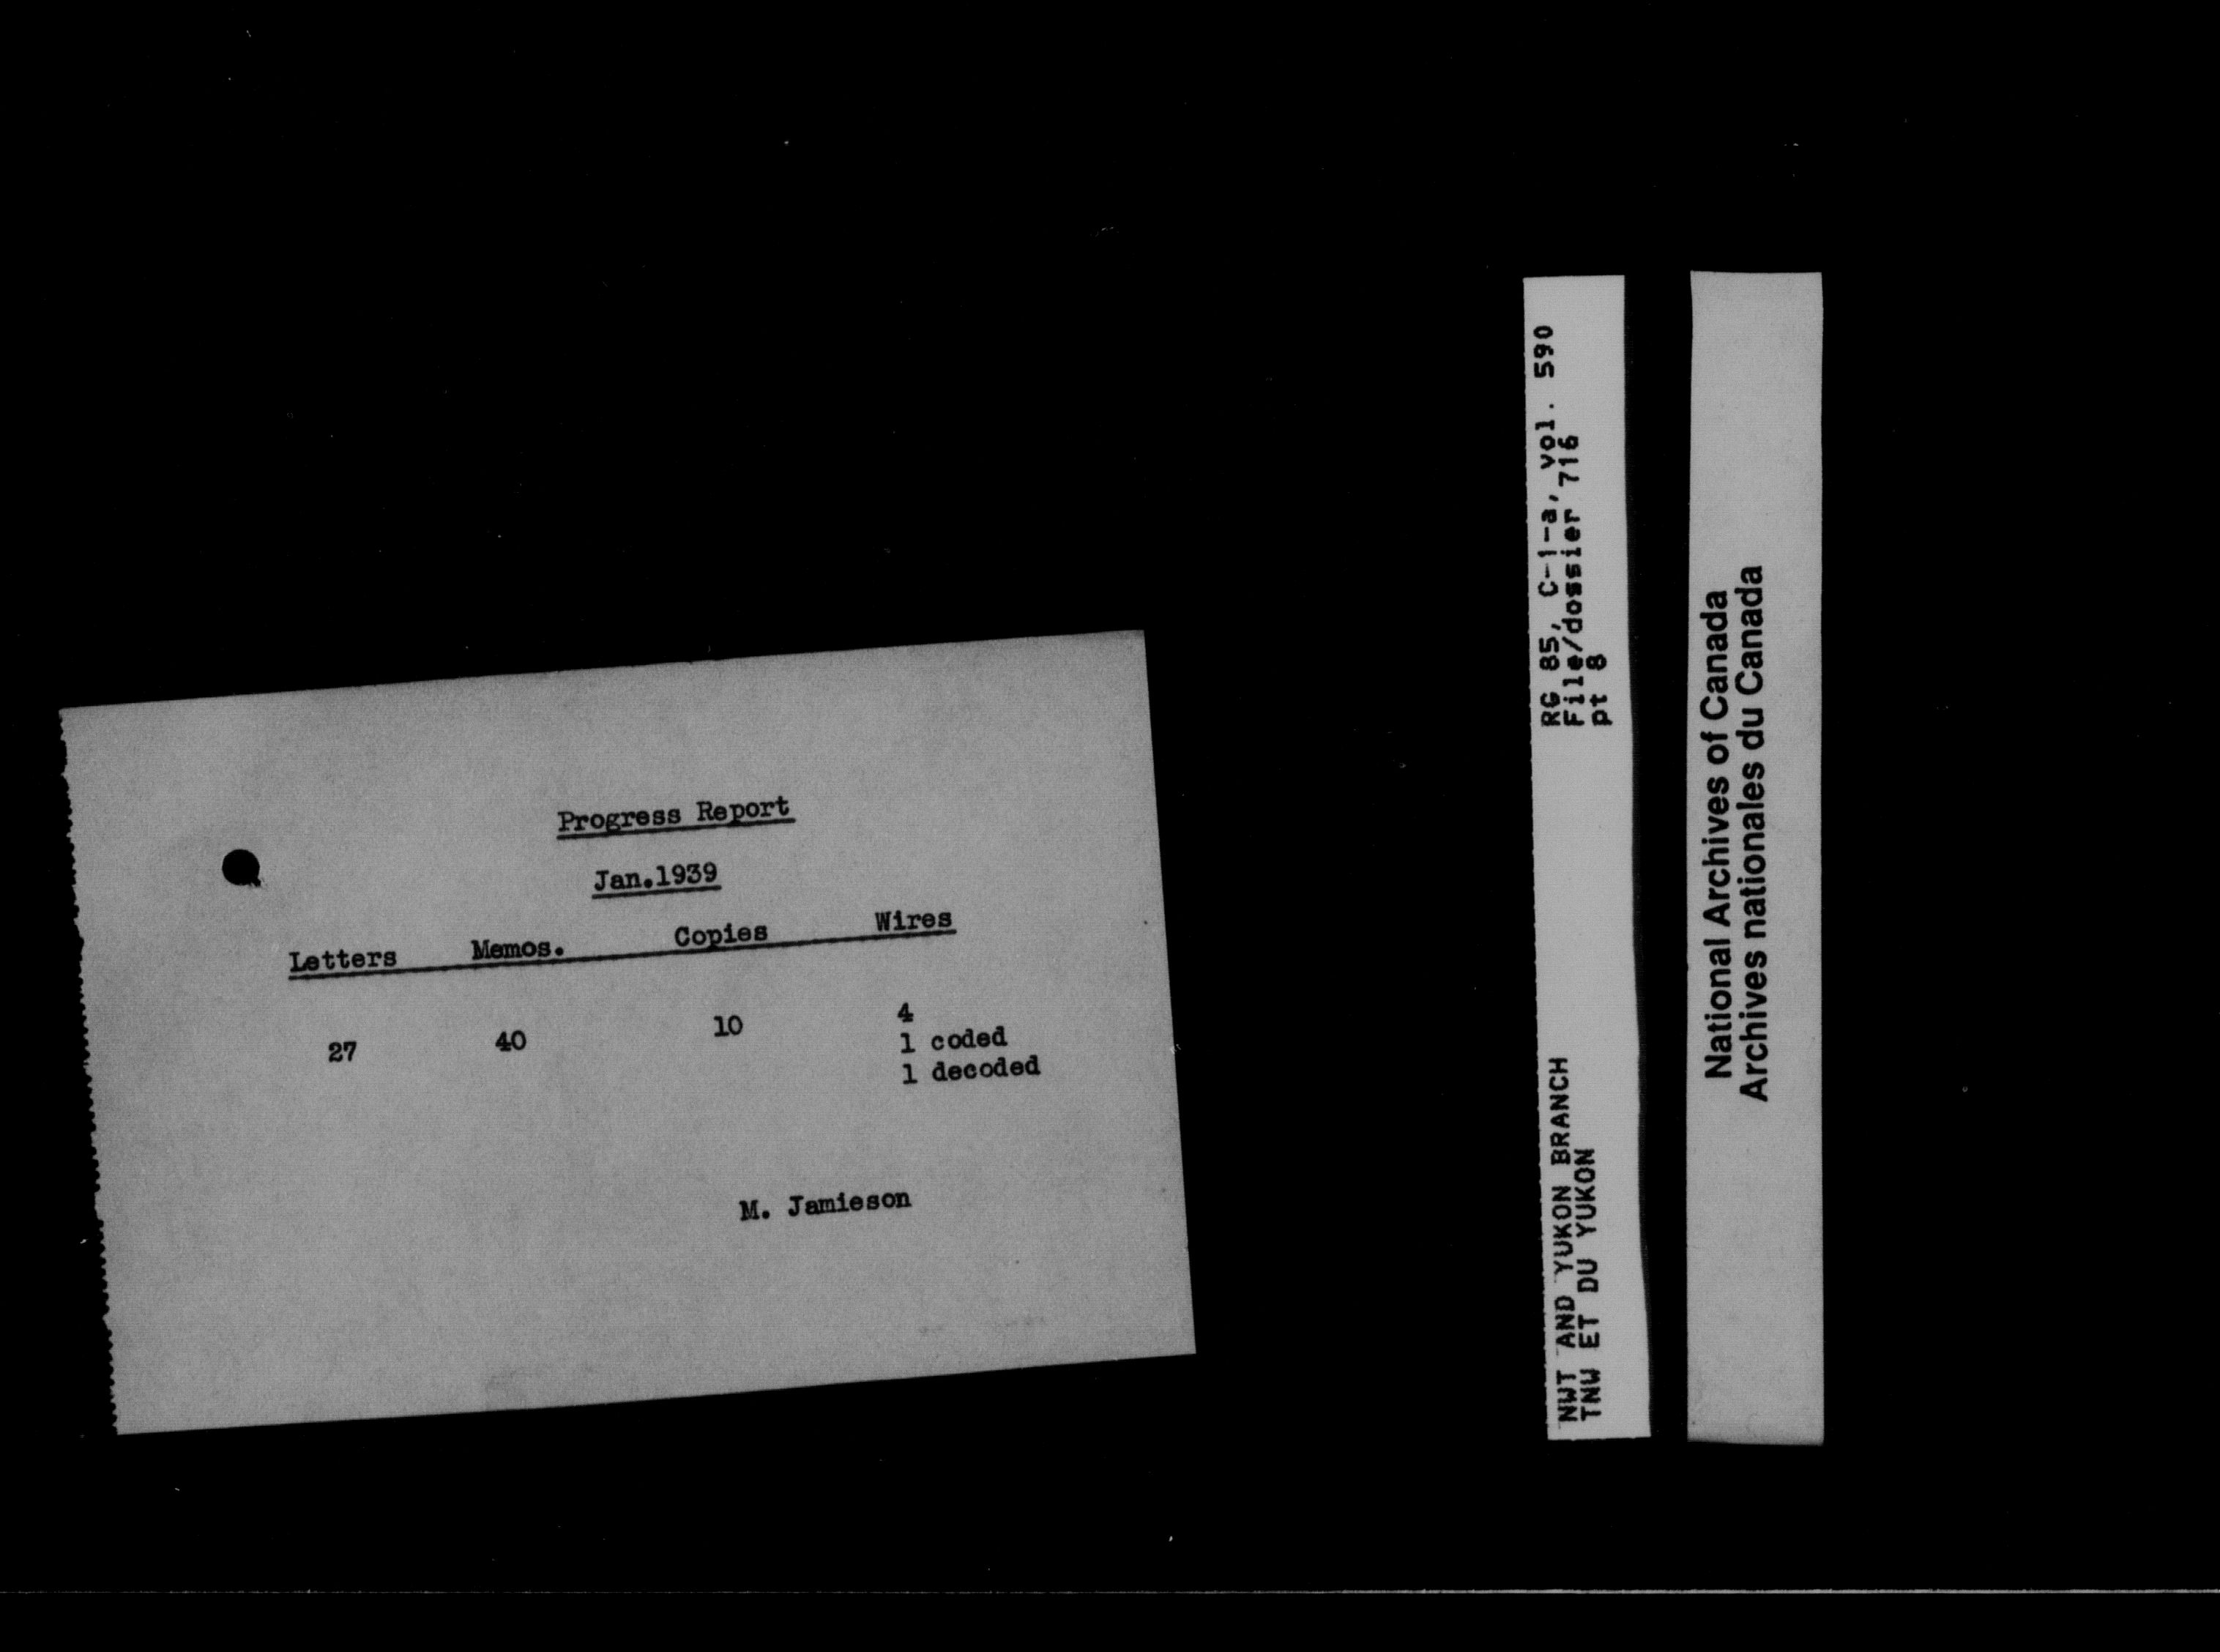 Progress Report
Jan.1939
Letters Memos. Copies Wires
27 40 10 4
1 coded
1 decoded
M. Jamieson
RG 85, C-1-a, vol. 590
File/dossier 716
pt 8
NWT AND YUKON BRANCH
TNW ET DU YUKON
National Archives of Canada
Archives nationales du Canada